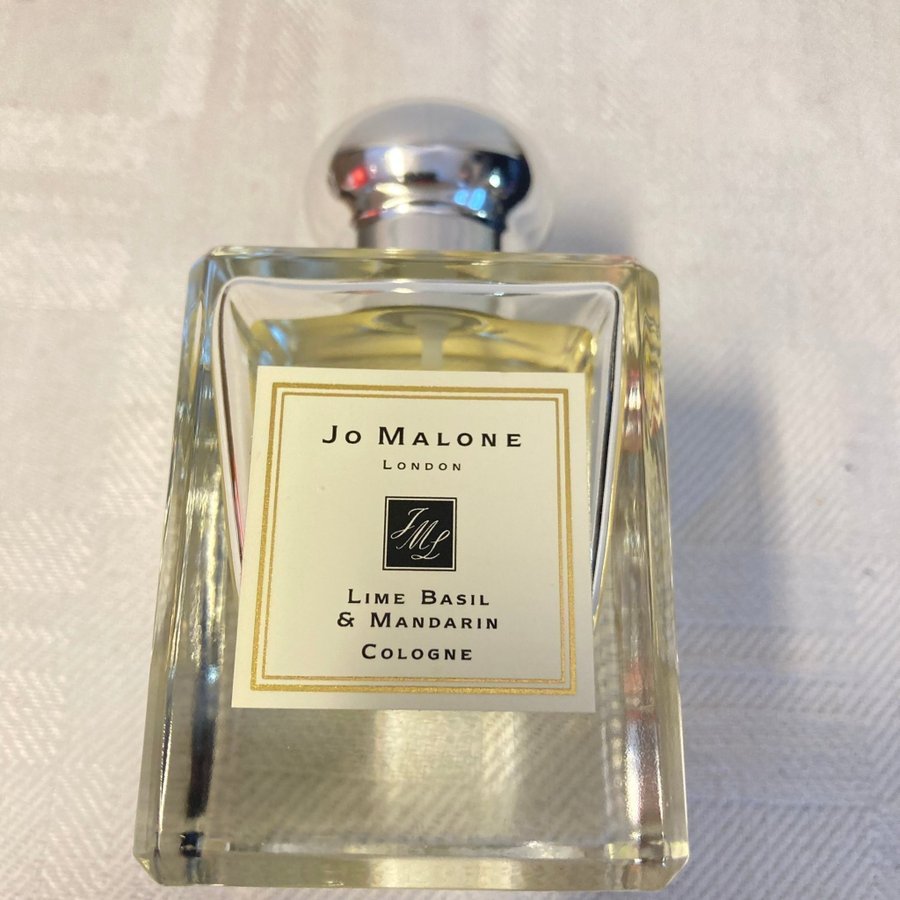 Jo Malone
London
JML
Lime Basil
& Mandarin
Cologne